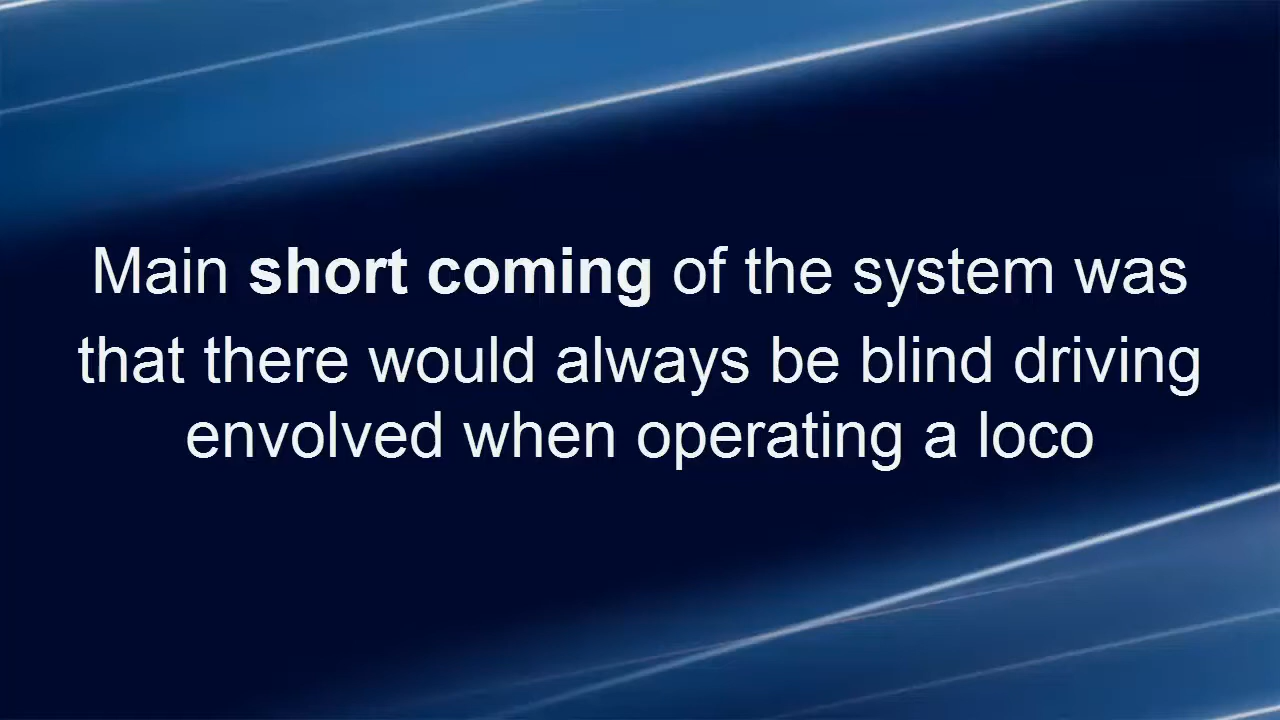 Main short coming of the system was
that there would always be blind driving
envolved when operating a loco